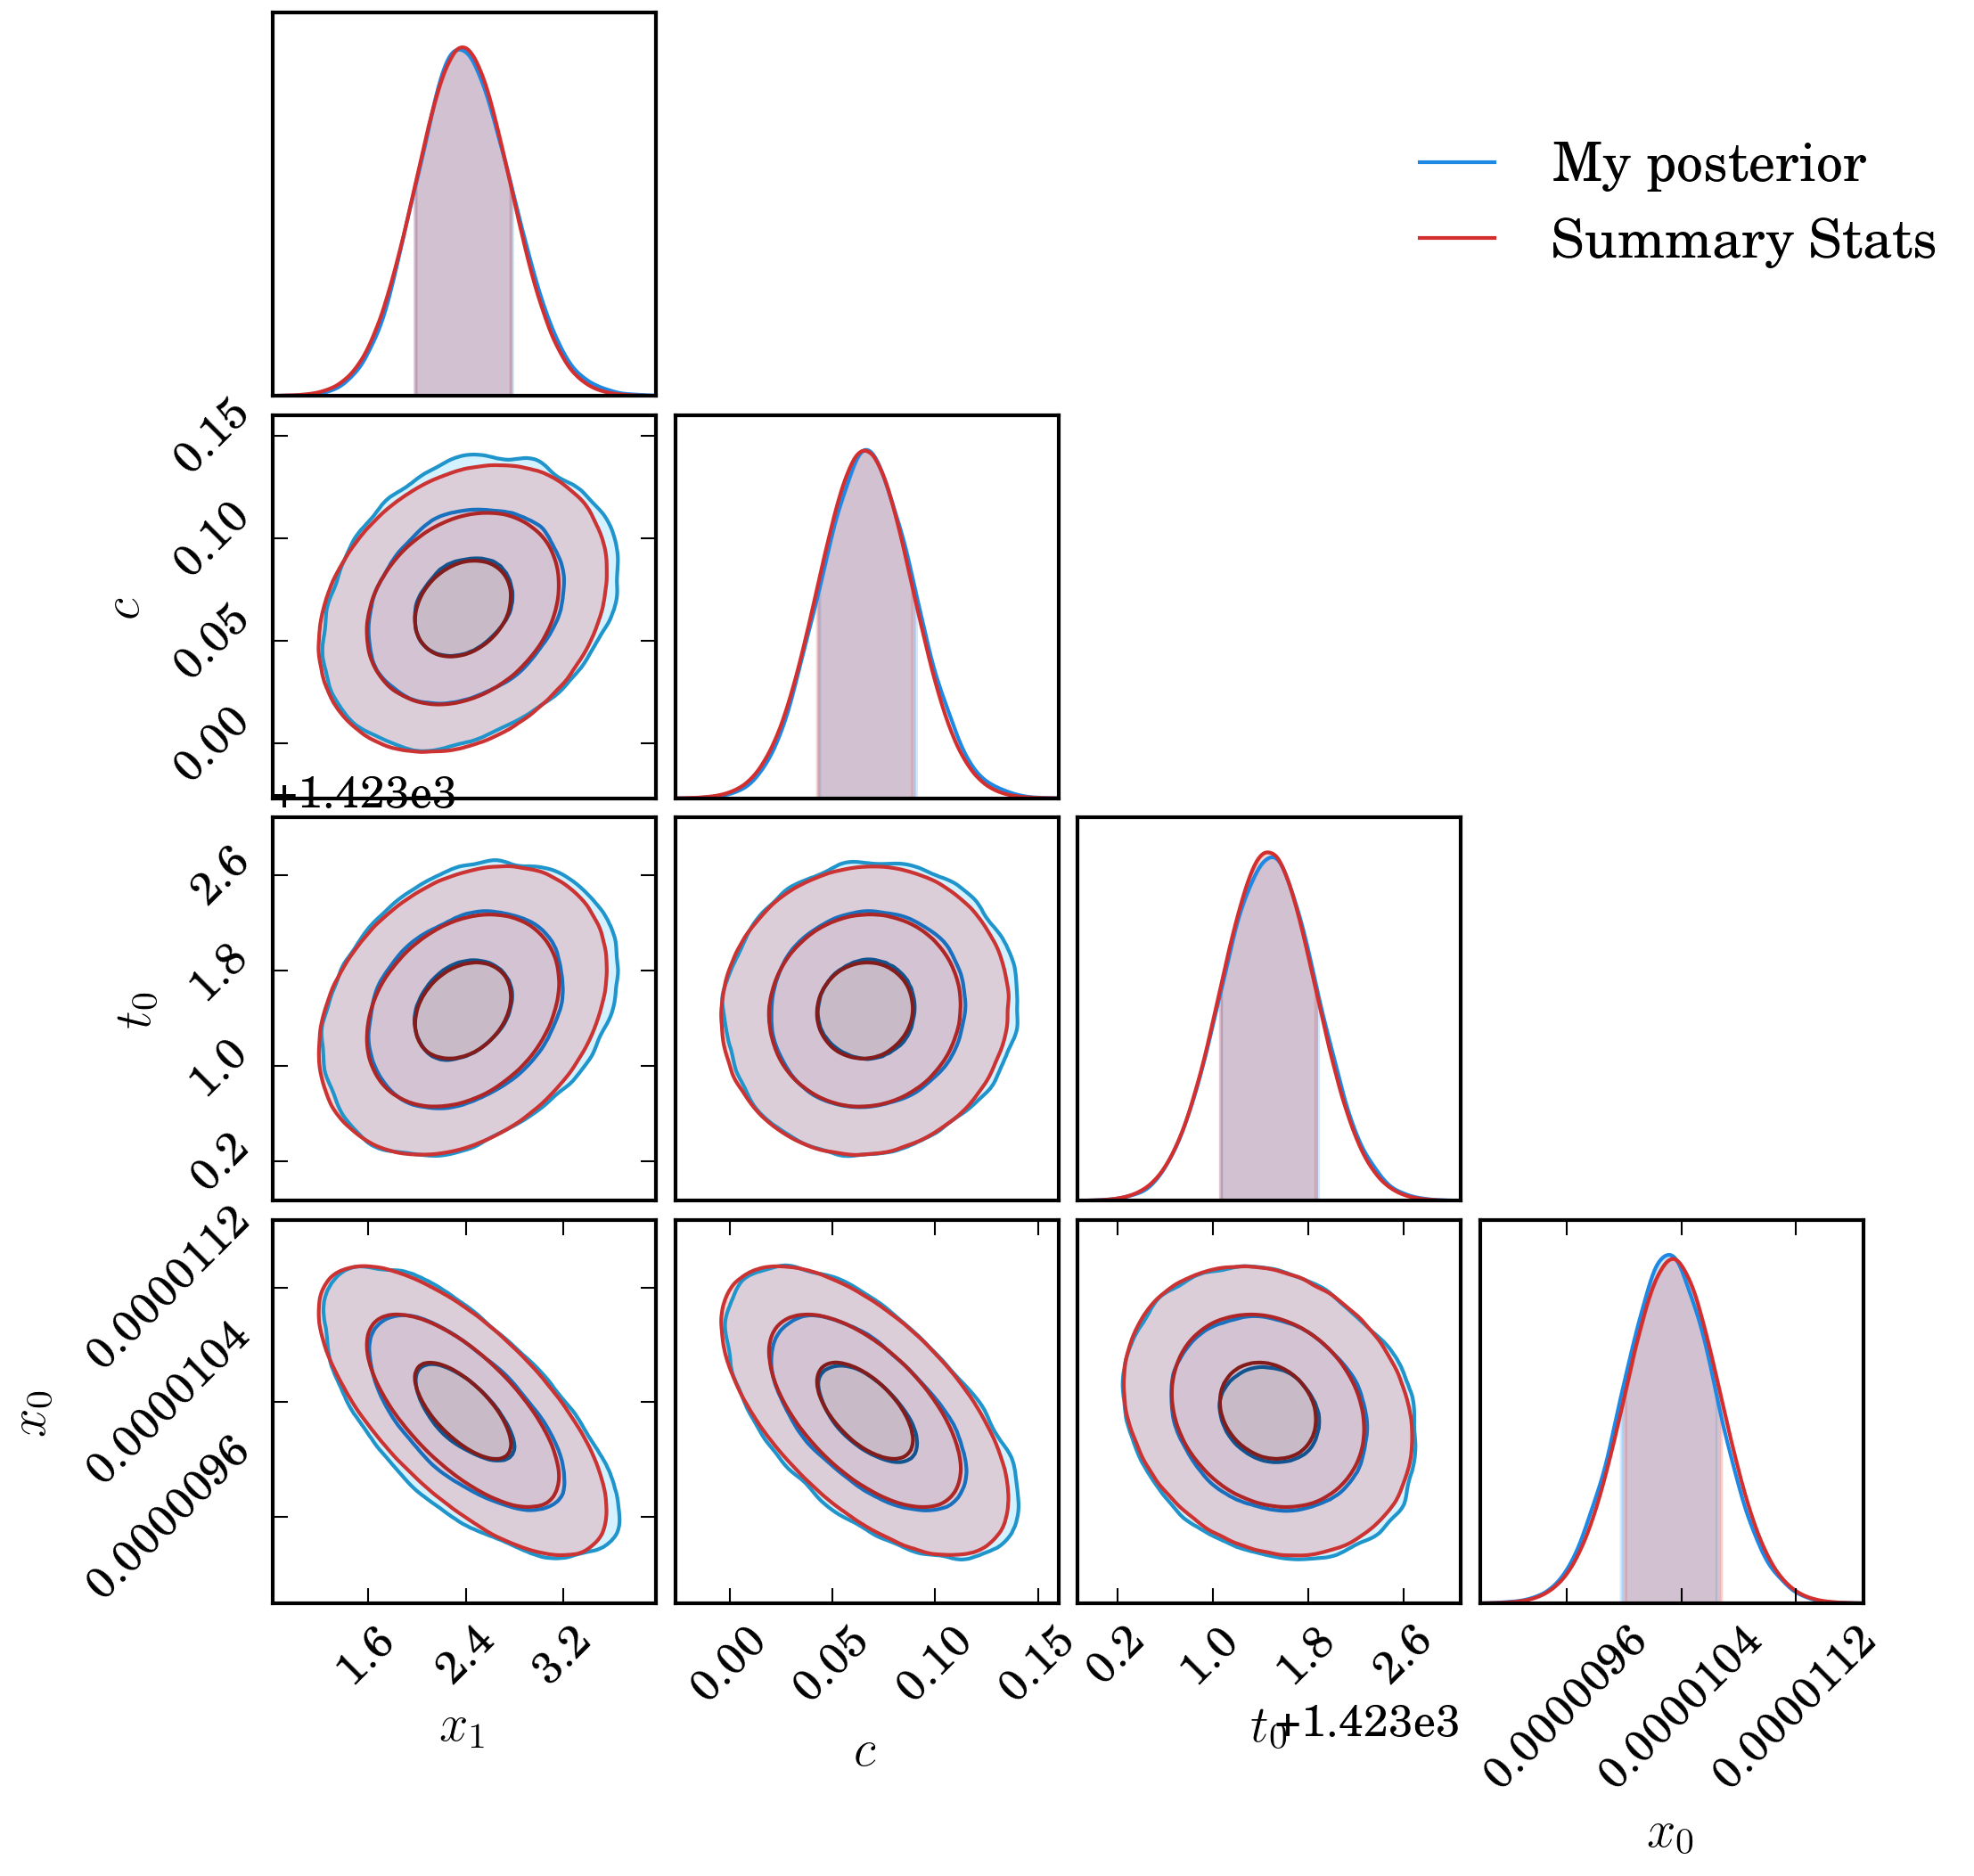 My posterior
Summary Stats
0.15
0.10
0.05
0.00
c
+1.423e3
2.6
1.8
1.0
0.2
t0
0.0000112
0.0000104
0.0000096
x0
1.6 2.4 3.2
0.00 0.05 0.10 0.15
0.2 1.0 1.8 2.6
0.0000096 0.0000104 0.0000112
x1
c
t0
+1.423e3
x0